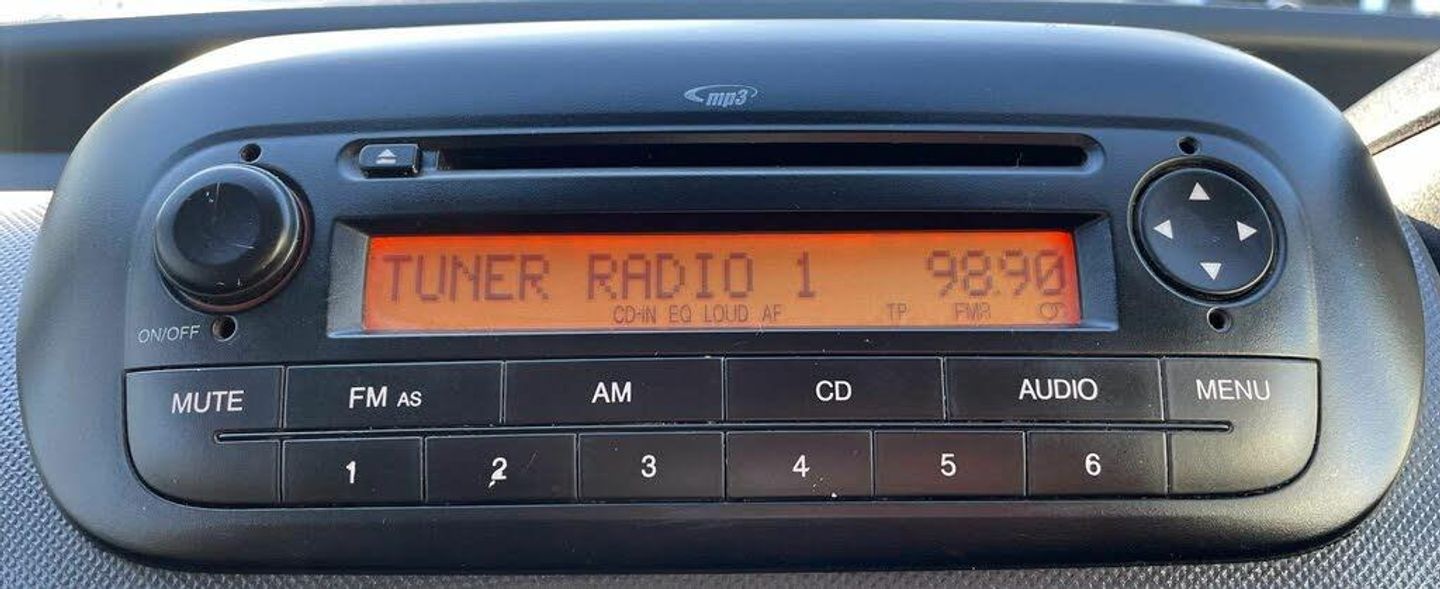 mp3
TUNER RADIO 1 98.90
CD-IN EQ LOUD AF TP FMR
ON/OFF
MUTE FM AS AM CD AUDIO MENU
1 2 3 4 5 6